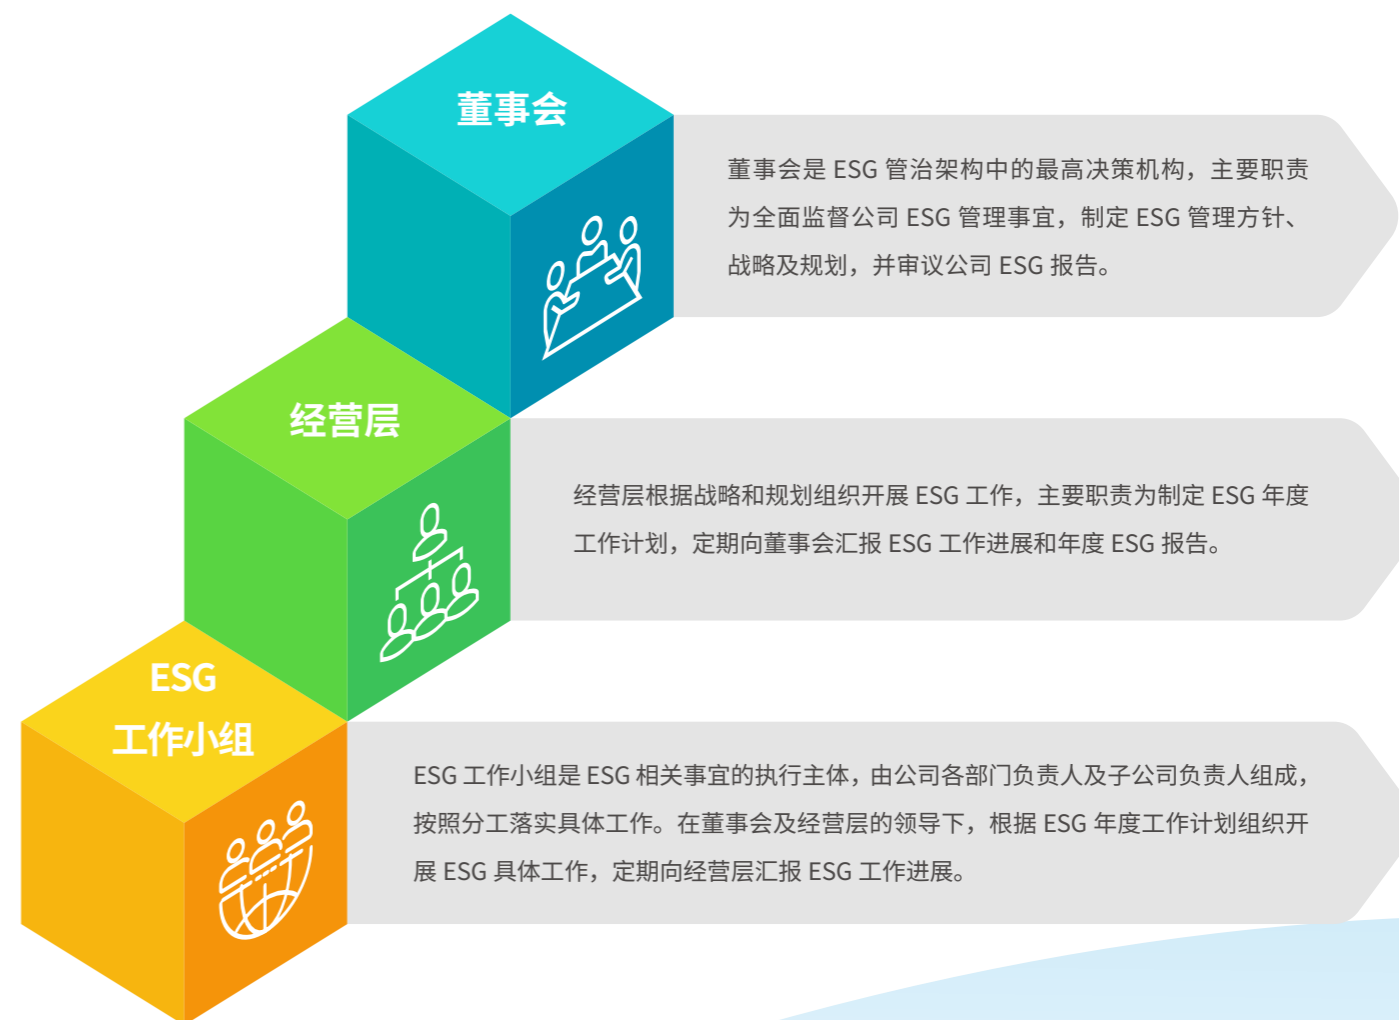 董事会
董事会是 ESG 管治架构中的最高决策机构，主要职责
为全面监督公司 ESG 管理事宜，制定 ESG 管理方针、
战略及规划，并审议公司 ESG 报告。
经营层
经营层根据战略和规划组织开展 ESG 工作，主要职责为制定 ESG 年度
工作计划，定期向董事会汇报 ESG 工作进展和年度 ESG 报告。
ESG
工作小组
ESG 工作小组是 ESG 相关事宜的执行主体，由公司各部门负责人及子公司负责人组成，
按照分工落实具体工作。在董事会及经营层的领导下，根据 ESG 年度工作计划组织开
展 ESG 具体工作，定期向经营层汇报 ESG 工作进展。